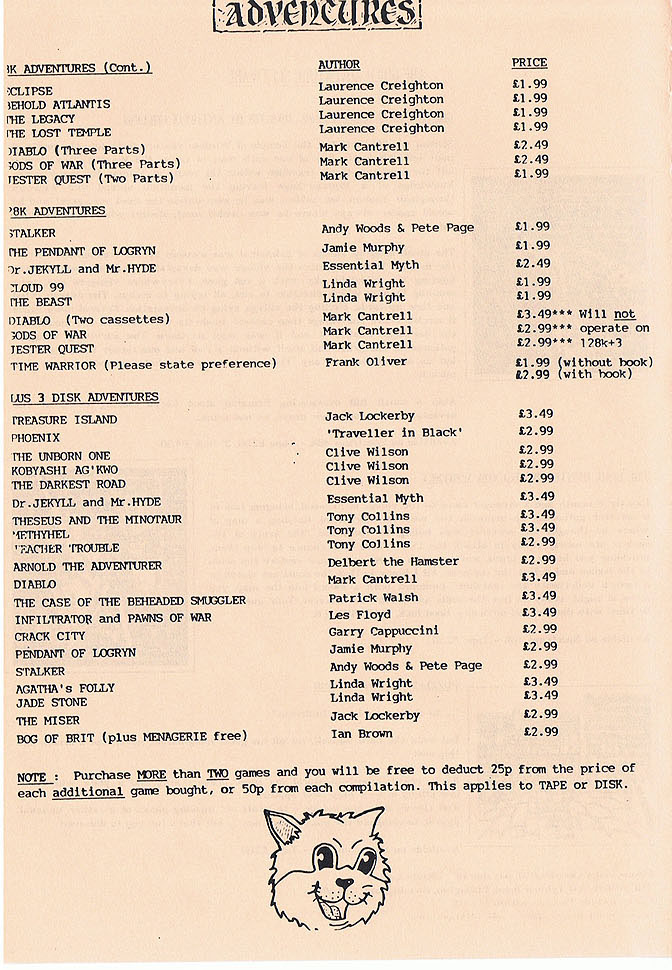 ADVENTURES
8K ADVENTURES (Cont.) AUTHOR PRICE
ECLIPSE Laurence Creighton £1.99
BEHOLD ATLANTIS Laurence Creighton £1.99
THE LEGACY Laurence Creighton £1.99
THE LOST TEMPLE Laurence Creighton £1.99
DIABLO (Three Parts) Mark Cantrell £2.49
GODS OF WAR (Three Parts) Mark Cantrell £2.49
JESTER QUEST (Two Parts) Mark Cantrell £1.99
28K ADVENTURES
STALKER Andy Woods & Pete Page £1.99
THE PENDANT OF LOGRYN Jamie Murphy £1.99
Dr.JEKYLL and Mr.HYDE Essential Myth £2.49
CLOUD 99 Linda Wright £1.99
THE BEAST Linda Wright £1.99
DIABLO (Two cassettes) Mark Cantrell £3.49*** Will not
GODS OF WAR Mark Cantrell £2.99*** operate on
JESTER QUEST Mark Cantrell £2.99*** 128k+3
TIME WARRIOR (Please state preference) Frank Oliver £1.99 (without book)
£2.99 (with book)
LUS 3 DISK ADVENTURES
TREASURE ISLAND Jack Lockerby £3.49
PHOENIX 'Traveller in Black' £2.99
THE UNBORN ONE Clive Wilson £2.99
KOBYASHI AG'KWO Clive Wilson £2.99
THE DARKEST ROAD Clive Wilson £2.99
Dr.JEKYLL and Mr.HYDE Essential Myth £3.49
THESEUS AND THE MINOTAUR Tony Collins £3.49
METHYHEL Tony Collins £3.49
TEACHER TROUBLE Tony Collins £2.99
ARNOLD THE ADVENTURER Delbert the Hamster £2.99
DIABLO Mark Cantrell £3.49
THE CASE OF THE BEHEADED SMUGGLER Patrick Walsh £3.49
INFILTRATOR and PAWNS OF WAR Les Floyd £3.49
CRACK CITY Garry Cappuccini £2.99
PENDANT OF LOGRYN Jamie Murphy £2.99
STALKER Andy Woods & Pete Page £2.99
AGATHA's FOLLY Linda Wright £3.49
JADE STONE Linda Wright £3.49
THE MISER Jack Lockerby £2.99
BOG OF BRIT (plus MENAGERIE free) Ian Brown £2.99
NOTE : Purchase MORE than TWO games and you will be free to deduct 25p from the price of
each additional game bought, or 50p from each compilation. This applies to TAPE or DISK.